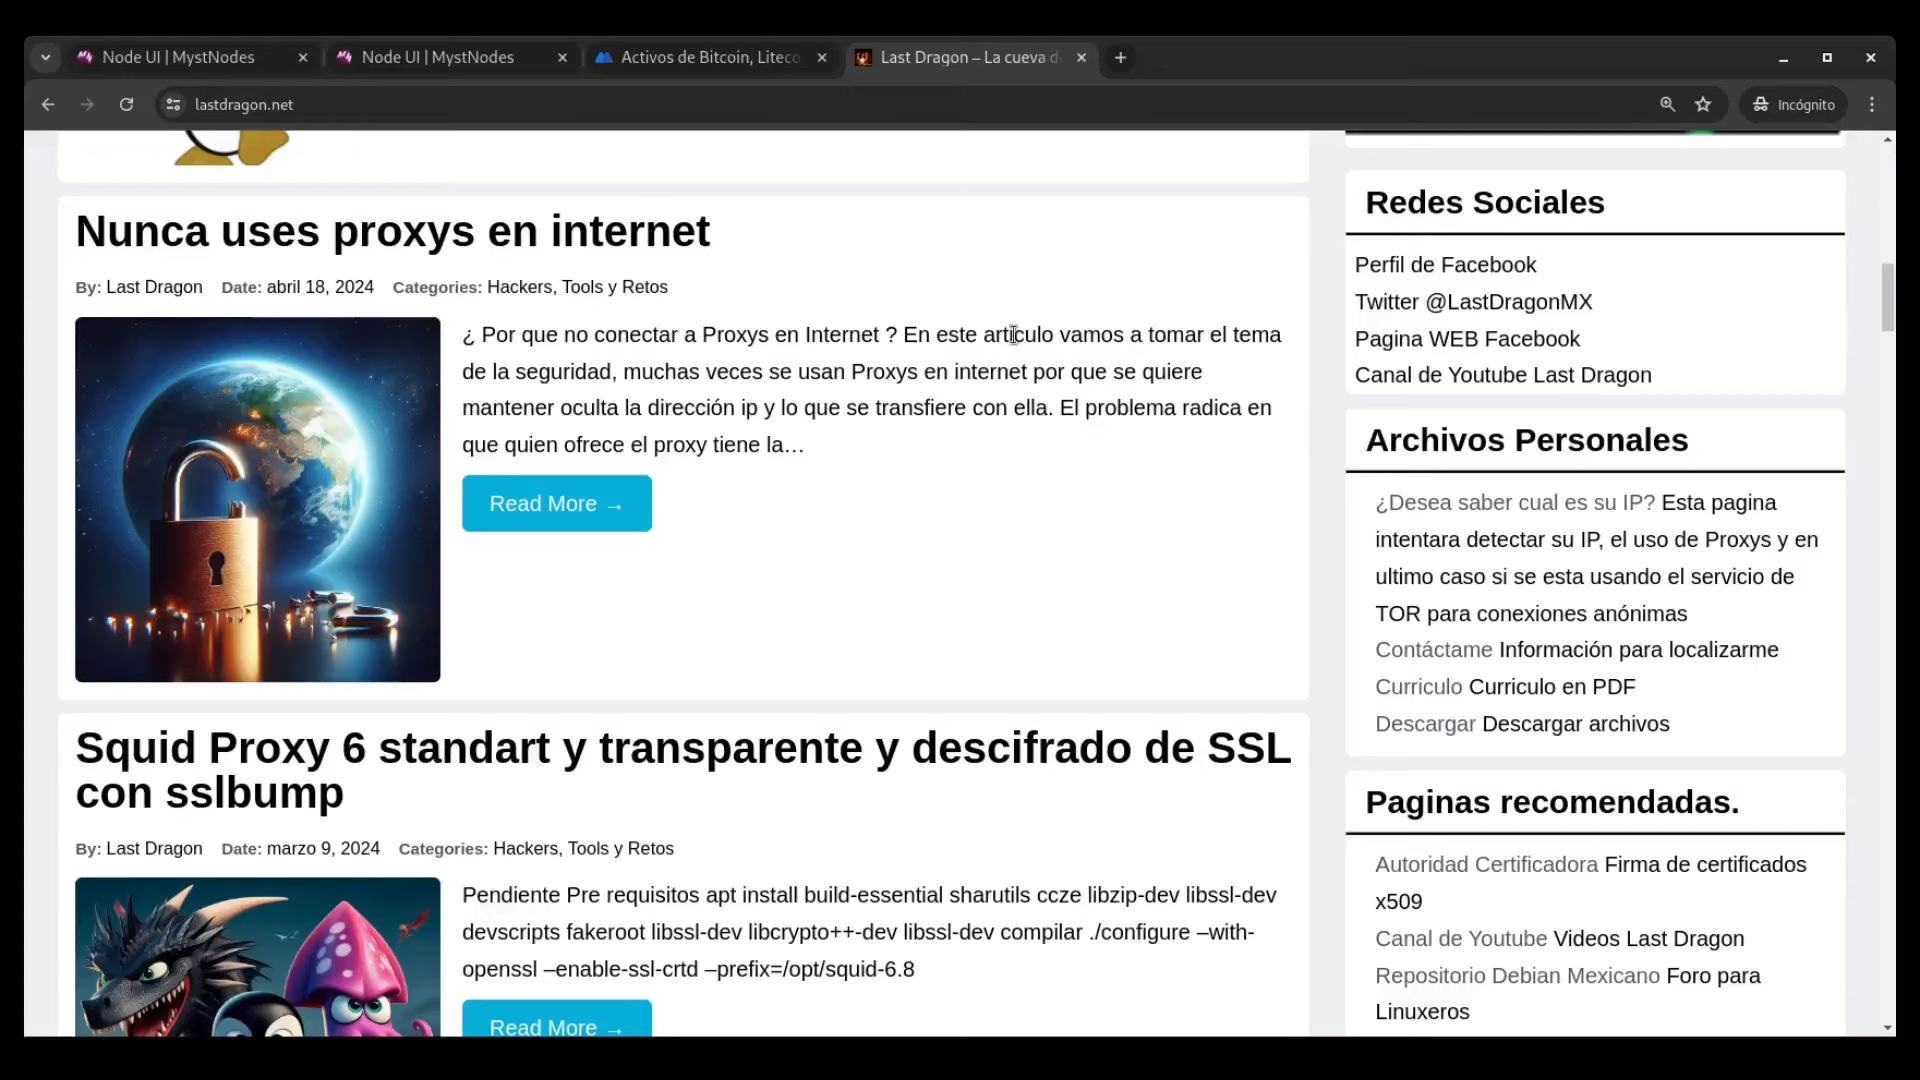 Node UI | MystNodes
Node UI | MystNodes
Activos de Bitcoin, Liteco
Last Dragon – La cueva d
lastdragon.net
Incógnito
Nunca uses proxys en internet
By: Last Dragon Date: abril 18, 2024 Categories: Hackers, Tools y Retos
¿ Por que no conectar a Proxys en Internet ? En este articulo vamos a tomar el tema
de la seguridad, muchas veces se usan Proxys en internet por que se quiere
mantener oculta la dirección ip y lo que se transfiere con ella. El problema radica en
que quien ofrece el proxy tiene la…
Read More →
Squid Proxy 6 standart y transparente y descifrado de SSL
con sslbump
By: Last Dragon Date: marzo 9, 2024 Categories: Hackers, Tools y Retos
Pendiente Pre requisitos apt install build-essential sharutils ccze libzip-dev libssl-dev
devscripts fakeroot libssl-dev libcrypto++-dev libssl-dev compilar ./configure –with-
openssl –enable-ssl-crtd –prefix=/opt/squid-6.8
Read More →
Redes Sociales
Perfil de Facebook
Twitter @LastDragonMX
Pagina WEB Facebook
Canal de Youtube Last Dragon
Archivos Personales
¿Desea saber cual es su IP? Esta pagina
intentara detectar su IP, el uso de Proxys y en
ultimo caso si se esta usando el servicio de
TOR para conexiones anónimas
Contáctame Información para localizarme
Curriculo Curriculo en PDF
Descargar Descargar archivos
Paginas recomendadas.
Autoridad Certificadora Firma de certificados
x509
Canal de Youtube Videos Last Dragon
Repositorio Debian Mexicano Foro para
Linuxeros